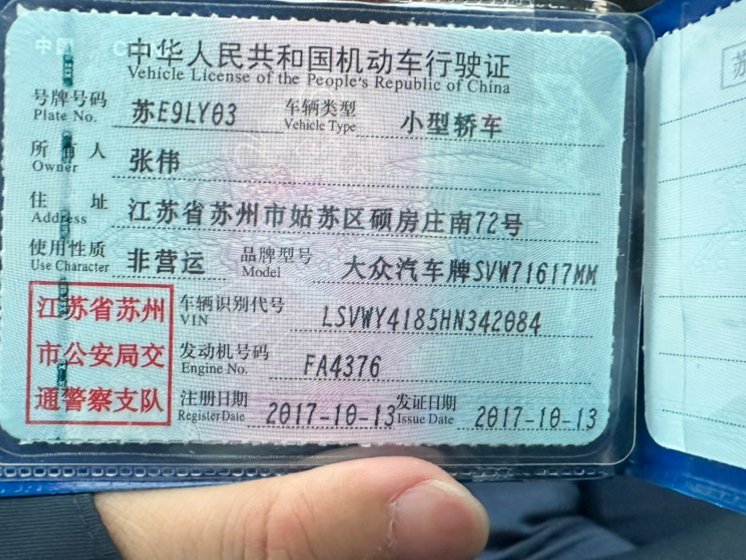 中华人民共和国机动车行驶证
Vehicle License of the People's Republic of China
号牌号码 苏E9LY03 车辆类型 小型轿车
Plate No. Vehicle Type
所有人 张伟
Owner
住址 江苏省苏州市姑苏区硕房庄南72号
Address
使用性质 非营运 品牌型号 大众汽车牌SVW71617MM
Use Character Model
江苏省苏州
市公安局交
通警察支队
车辆识别代号 LSVWY4185HN342084
VIN
发动机号码 FA4376
Engine No.
注册日期 2017-10-13 发证日期 2017-10-13
Register Date Issue Date